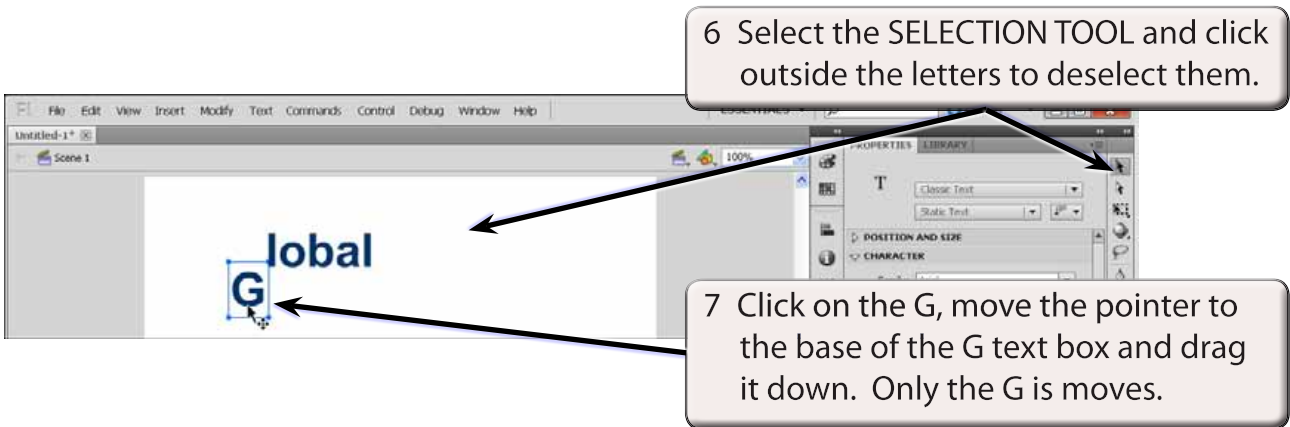 6 Select the SELECTION TOOL and click
outside the letters to deselect them.
File Edit View Insert Modify Text Commands Control Debug Window Help
ESSENTIALS
Untitled-1*
Scene 1
100%
PROPERTIES LIBRARY
T
Classic Text
Static Text
POSITION AND SIZE
CHARACTER
lobal
G
7 Click on the G, move the pointer to
the base of the G text box and drag
it down. Only the G is moves.